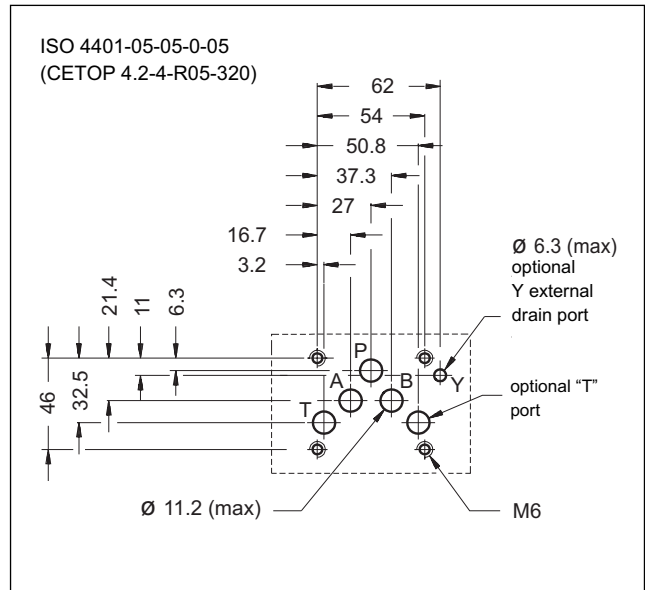 ISO 4401-05-05-0-05
(CETOP 4.2-4-R05-320)
62
54
50.8
37.3
27
16.7
3.2
Ø 6.3 (max)
optional
Y external
drain port
21.4
11
6.3
46
32.5
P
A
B
Y
T
optional “T”
port
Ø 11.2 (max)
M6